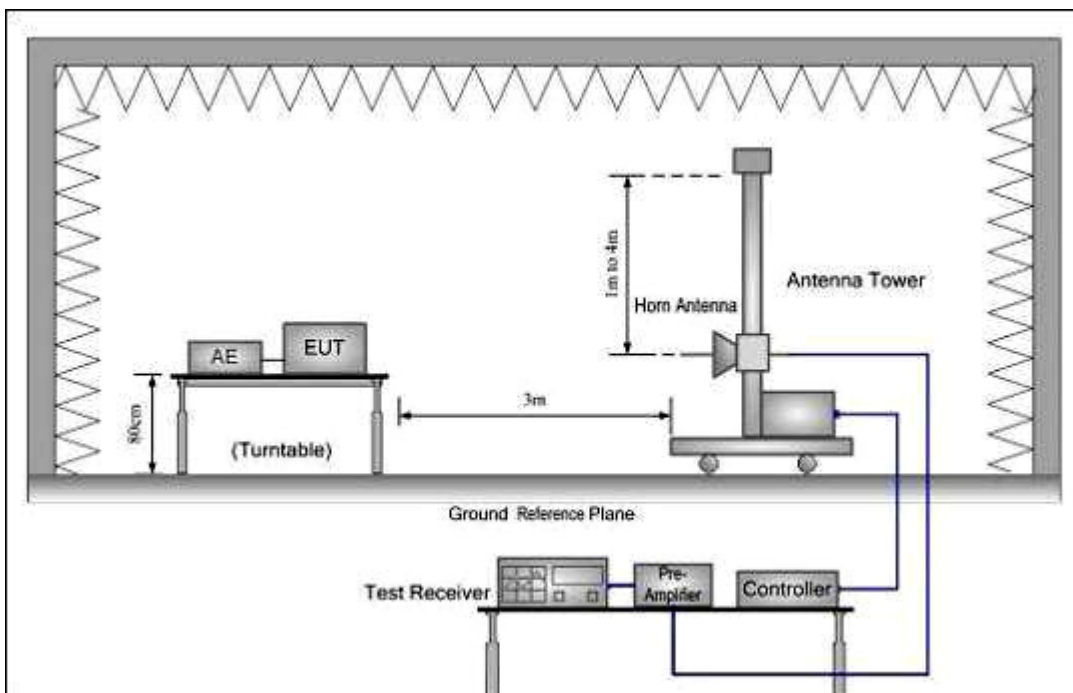 1m to 4m
Antenna Tower
Horn Antenna
AE
EUT
80cm
3m
(Turntable)
Ground Reference Plane
Test Receiver
Pre-
Amplifier
Controller